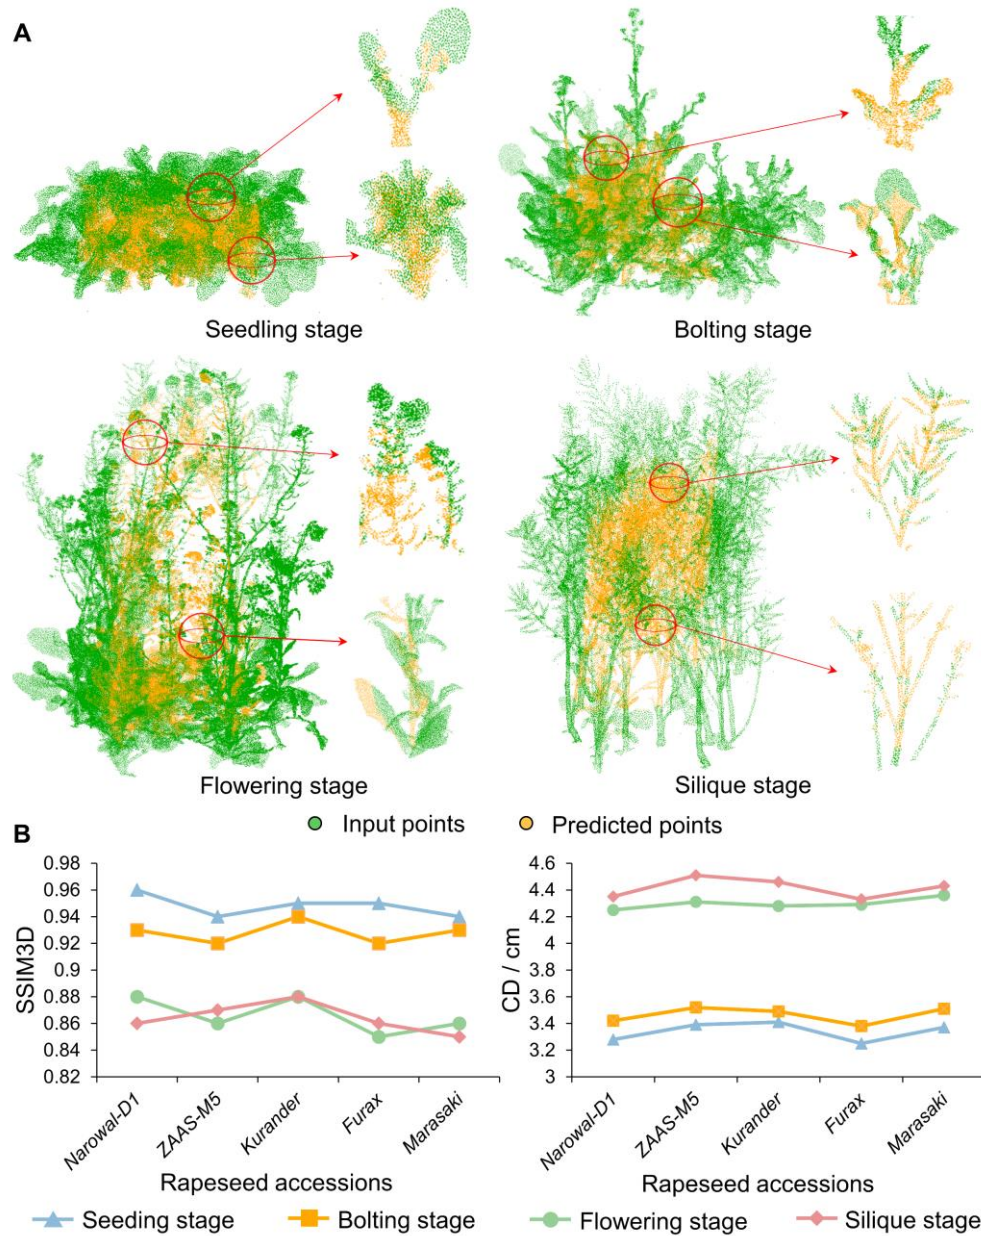 A
Seedling stage
Bolting stage
Flowering stage
Silique stage
Input points
Predicted points
B
0.98
0.96
0.94
0.92
0.9
0.88
0.86
0.84
0.82
SSIM3D
Narowal-D1
ZAAS-M5
Kurander
Furax
Marasaki
Rapeseed accessions
4.6
4.4
4.2
4
3.8
3.6
3.4
3.2
3
CD / cm
Narowal-D1
ZAAS-M5
Kurander
Furax
Marasaki
Rapeseed accessions
Seeding stage
Bolting stage
Flowering stage
Silique stage